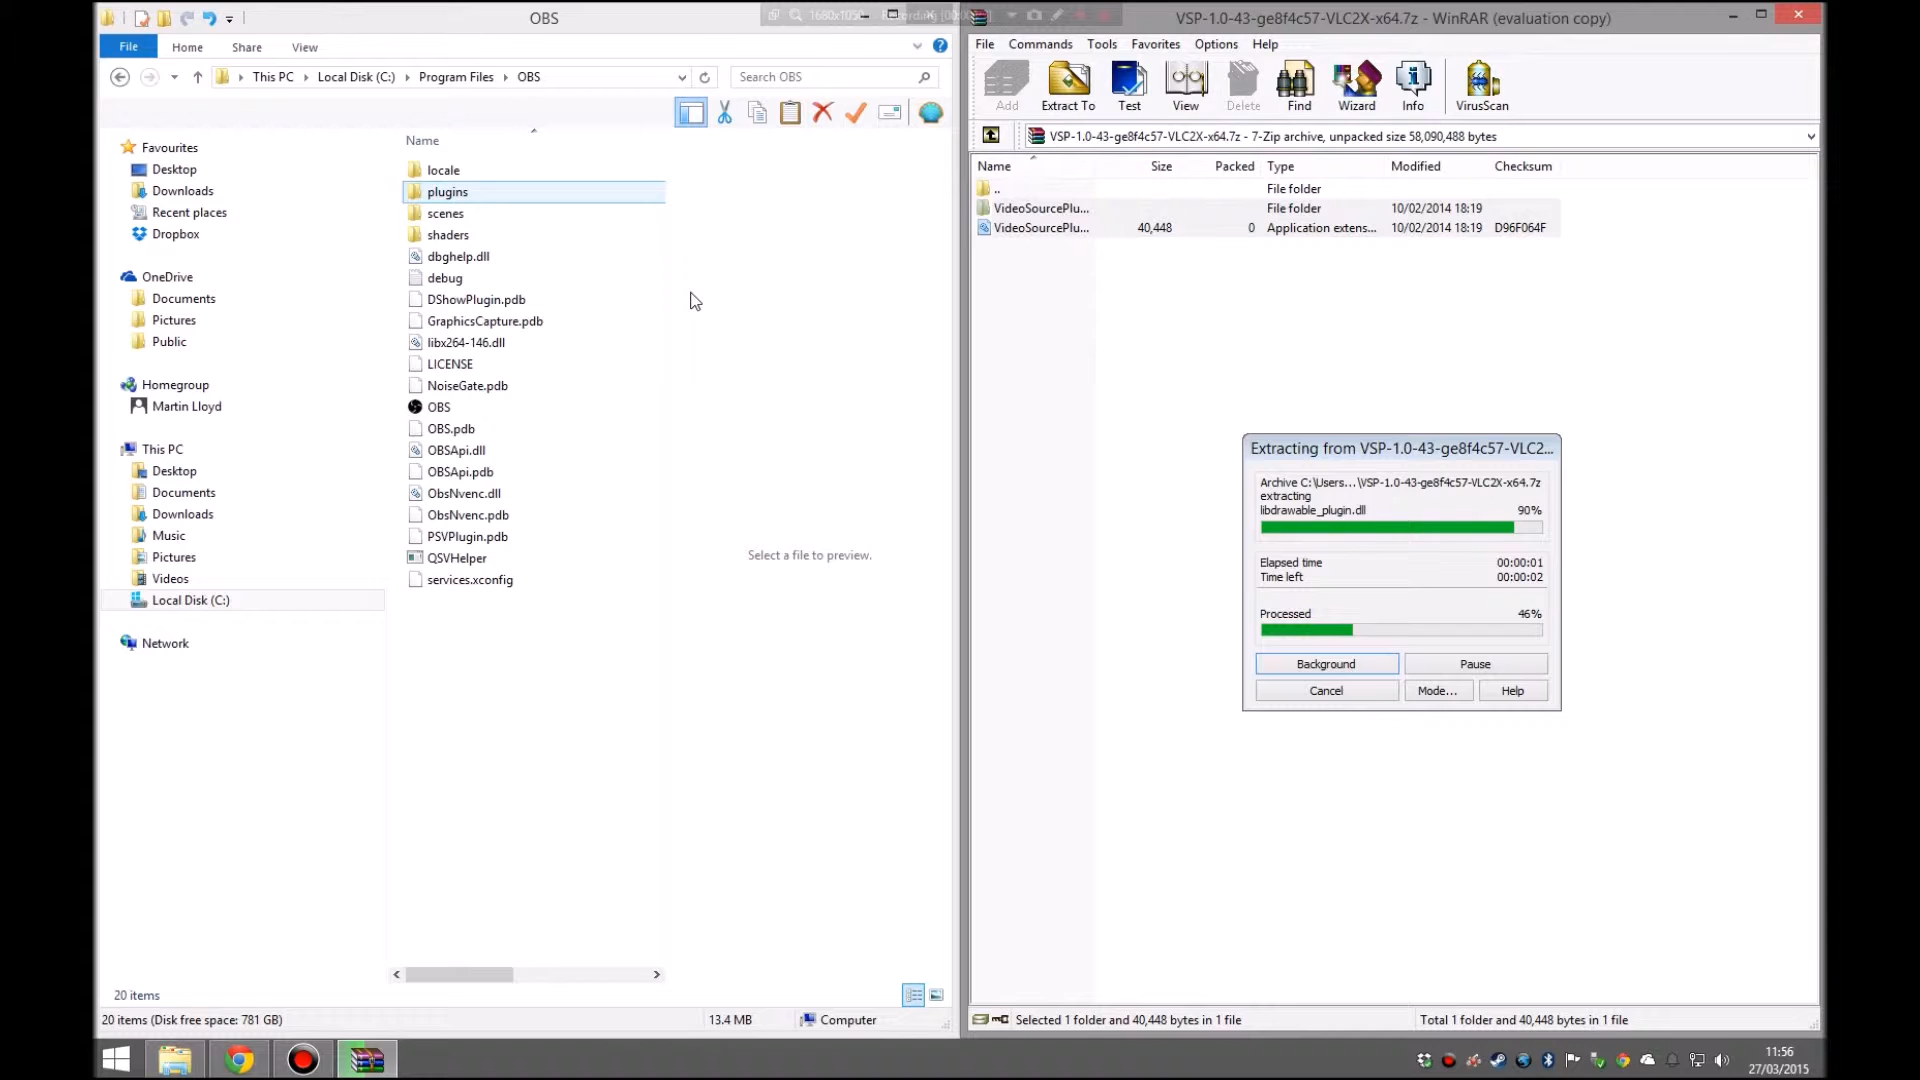 OBS
1680x1050
Recording [00:0
File
Home
Share
View
This PC
Local Disk (C:)
Program Files
OBS
Search OBS
Name
Favourites
Desktop
Downloads
Recent places
Dropbox
OneDrive
Documents
Pictures
Public
Homegroup
Martin Lloyd
This PC
Desktop
Documents
Downloads
Music
Pictures
Videos
Local Disk (C:)
Network
locale
plugins
scenes
shaders
dbghelp.dll
debug
DShowPlugin.pdb
GraphicsCapture.pdb
libx264-146.dll
LICENSE
NoiseGate.pdb
OBS
OBS.pdb
OBSApi.dll
OBSApi.pdb
ObsNvenc.dll
ObsNvenc.pdb
PSVPlugin.pdb
QSVHelper
services.xconfig
Select a file to preview.
20 items
20 items (Disk free space: 781 GB)
13.4 MB
Computer
VSP-1.0-43-ge8f4c57-VLC2X-x64.7z - WinRAR (evaluation copy)
File Commands Tools Favorites Options Help
Add
Extract To
Test
View
Delete
Find
Wizard
Info
VirusScan
VSP-1.0-43-ge8f4c57-VLC2X-x64.7z - 7-Zip archive, unpacked size 58,090,488 bytes
Name Size Packed Type Modified Checksum
.. File folder
VideoSourcePlu... File folder 10/02/2014 18:19
VideoSourcePlu... 40,448 0 Application extens... 10/02/2014 18:19 D96F064F
Extracting from VSP-1.0-43-ge8f4c57-VLC2...
Archive C:\Users...\VSP-1.0-43-ge8f4c57-VLC2X-x64.7z
extracting
libdrawable_plugin.dll 90%
Elapsed time 00:00:01
Time left 00:00:02
Processed 46%
Background
Pause
Cancel
Mode...
Help
Selected 1 folder and 40,448 bytes in 1 file
Total 1 folder and 40,448 bytes in 1 file
11:56
27/03/2015